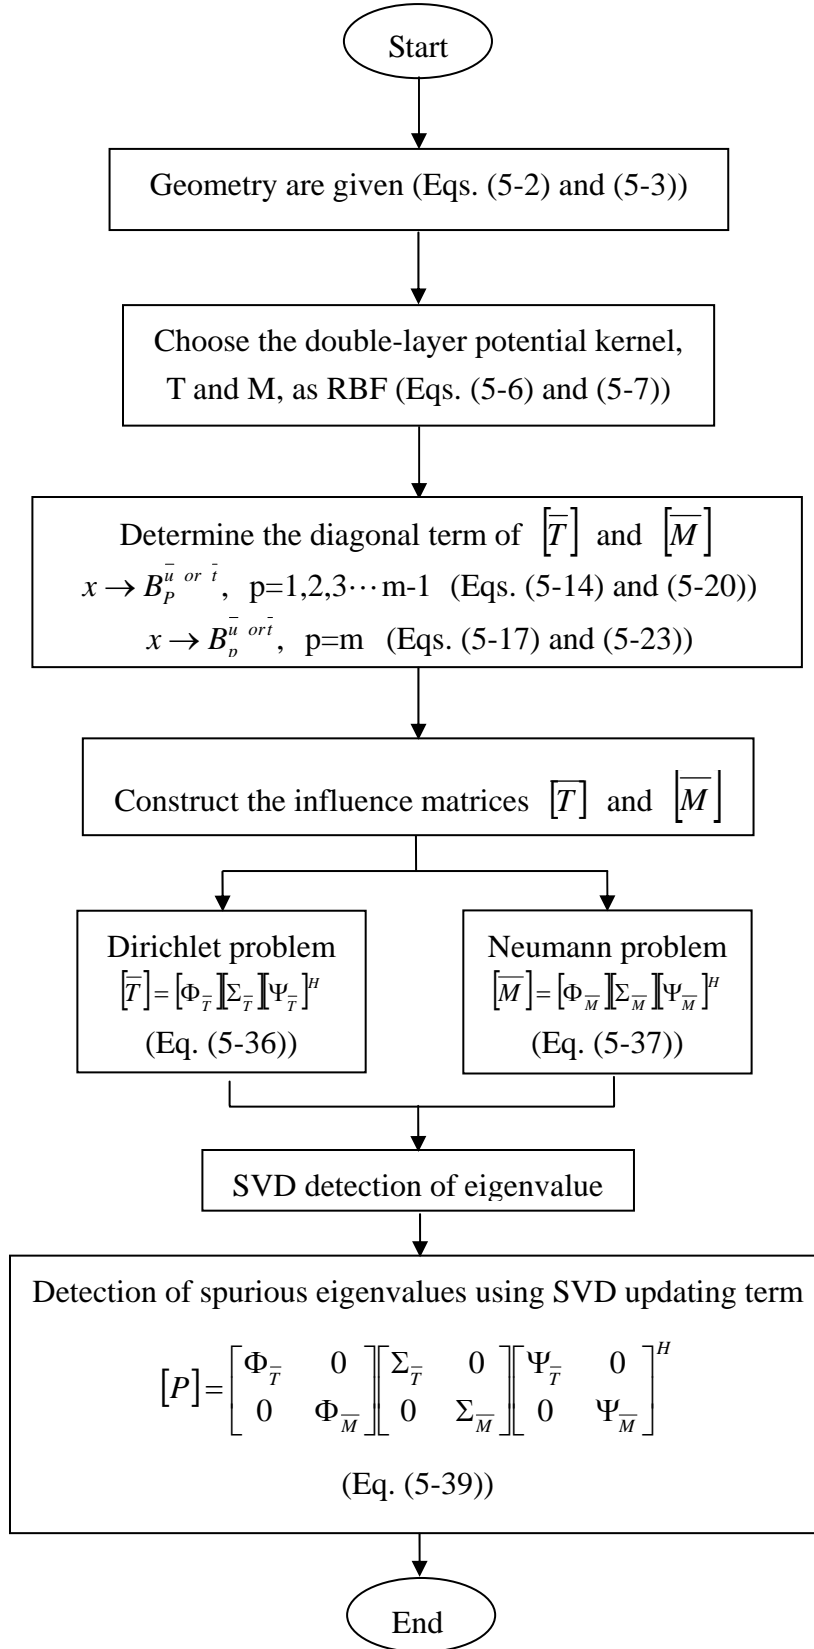 Start
Geometry are given (Eqs. (5-2) and (5-3))
Choose the double-layer potential kernel,
T and M, as RBF (Eqs. (5-6) and (5-7))
Determine the diagonal term of [T̅] and [M̅]
x → B_P^{u̅ or t̅}, p=1,2,3⋯m-1 (Eqs. (5-14) and (5-20))
x → B_p^{u̅ or t̅}, p=m (Eqs. (5-17) and (5-23))
Construct the influence matrices [T̅] and [M̅]
Dirichlet problem
[T̅]=[Φ_T̅][Σ_T̅][Ψ_T̅]^H
(Eq. (5-36))
Neumann problem
[M̅]=[Φ_M̅][Σ_M̅][Ψ_M̅]^H
(Eq. (5-37))
SVD detection of eigenvalue
Detection of spurious eigenvalues using SVD updating term
[P]=[Φ_T̅ 0; 0 Φ_M̅][Σ_T̅ 0; 0 Σ_M̅][Ψ_T̅ 0; 0 Ψ_M̅]^H
(Eq. (5-39))
End